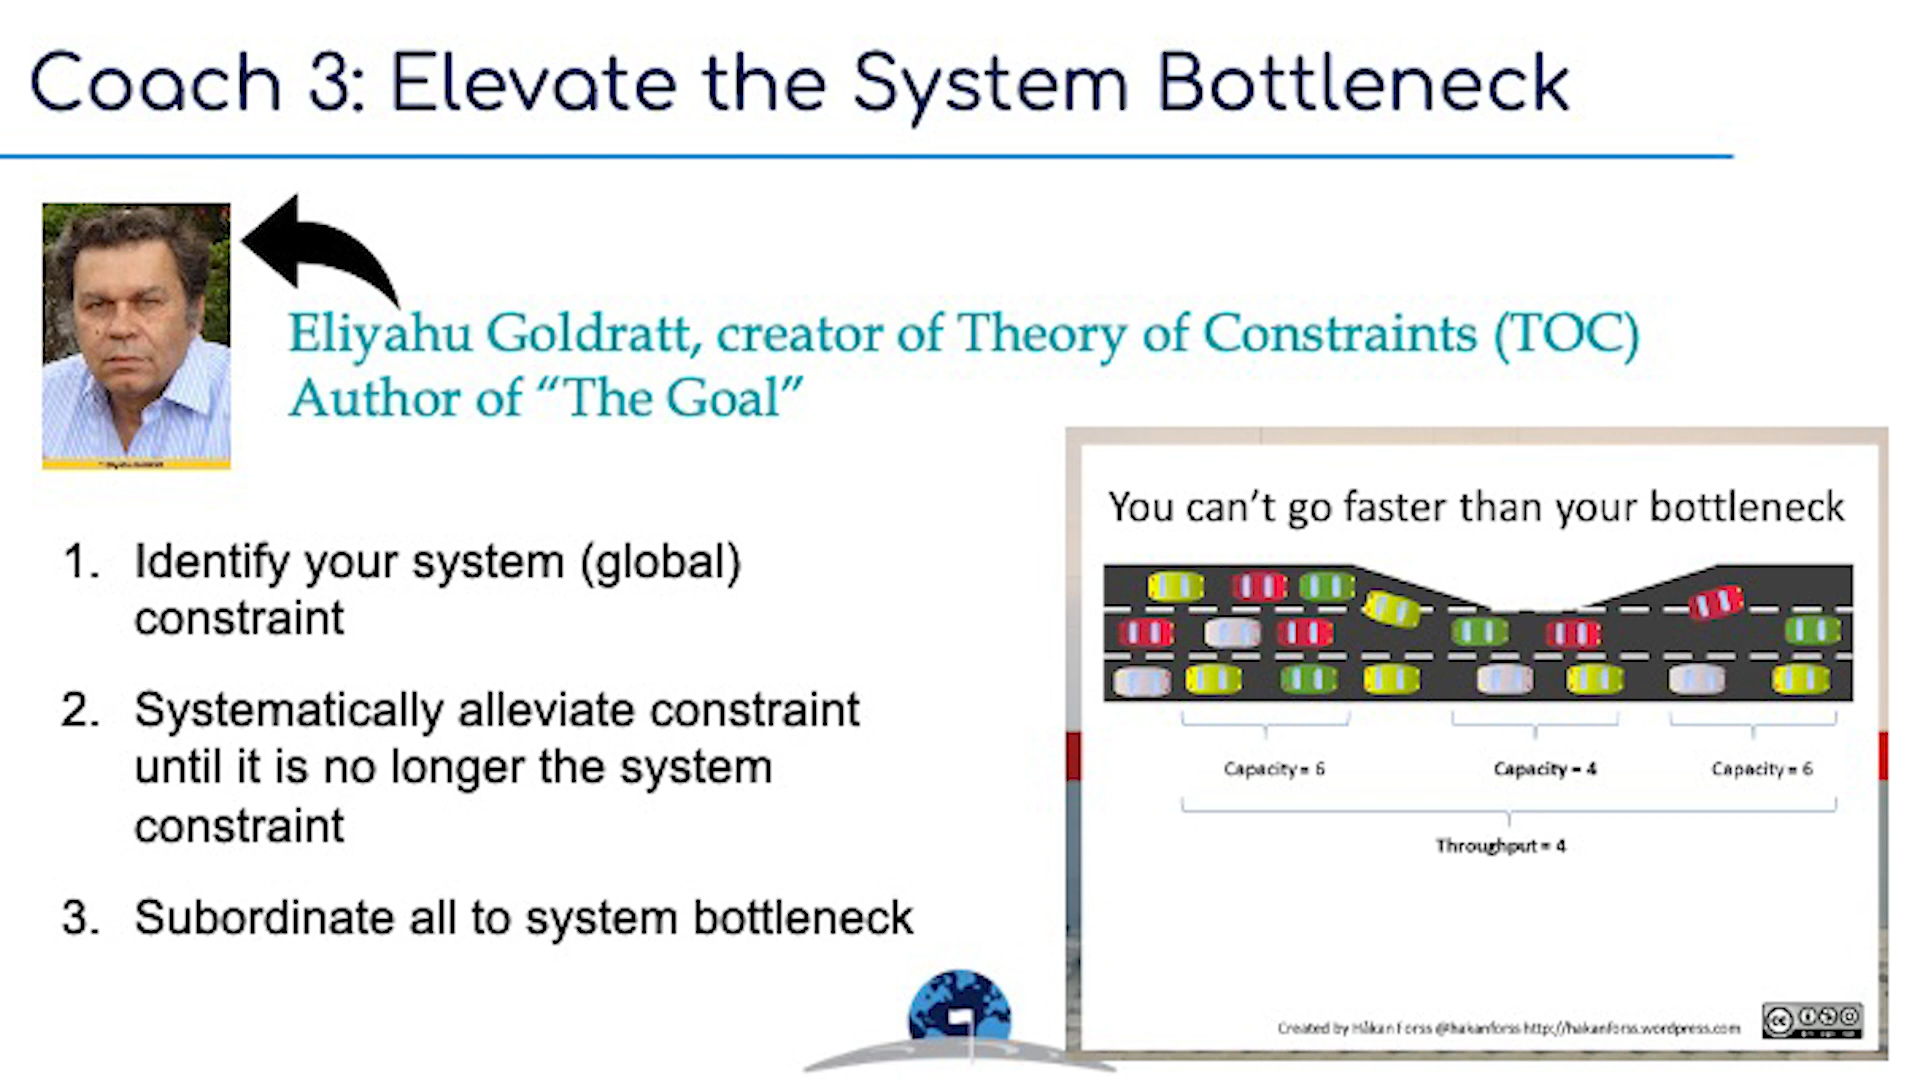 Coach 3: Elevate the System Bottleneck
Eliyahu Goldratt, creator of Theory of Constraints (TOC)
Author of “The Goal”
1. Identify your system (global)
constraint
2. Systematically alleviate constraint
until it is no longer the system
constraint
3. Subordinate all to system bottleneck
You can’t go faster than your bottleneck
Capacity = 6
Capacity = 4
Capacity = 6
Throughput = 4
Created by Håkan Forss @hakanforss http://hakanforss.wordpress.com